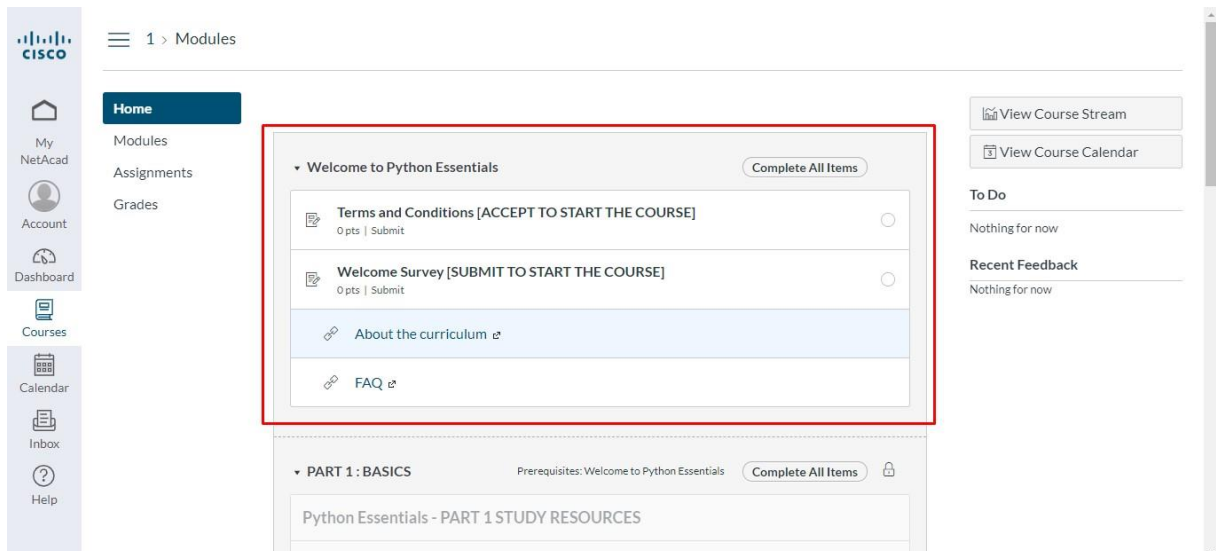 CISCO
1 > Modules
My
NetAcad
Account
Dashboard
Courses
Calendar
Inbox
Help
Home
Modules
Assignments
Grades
Welcome to Python Essentials
Complete All Items
Terms and Conditions [ACCEPT TO START THE COURSE]
0 pts | Submit
Welcome Survey [SUBMIT TO START THE COURSE]
0 pts | Submit
About the curriculum
FAQ
PART 1 : BASICS
Prerequisites: Welcome to Python Essentials
Complete All Items
Python Essentials - PART 1 STUDY RESOURCES
View Course Stream
3
View Course Calendar
To Do
Nothing for now
Recent Feedback
Nothing for now